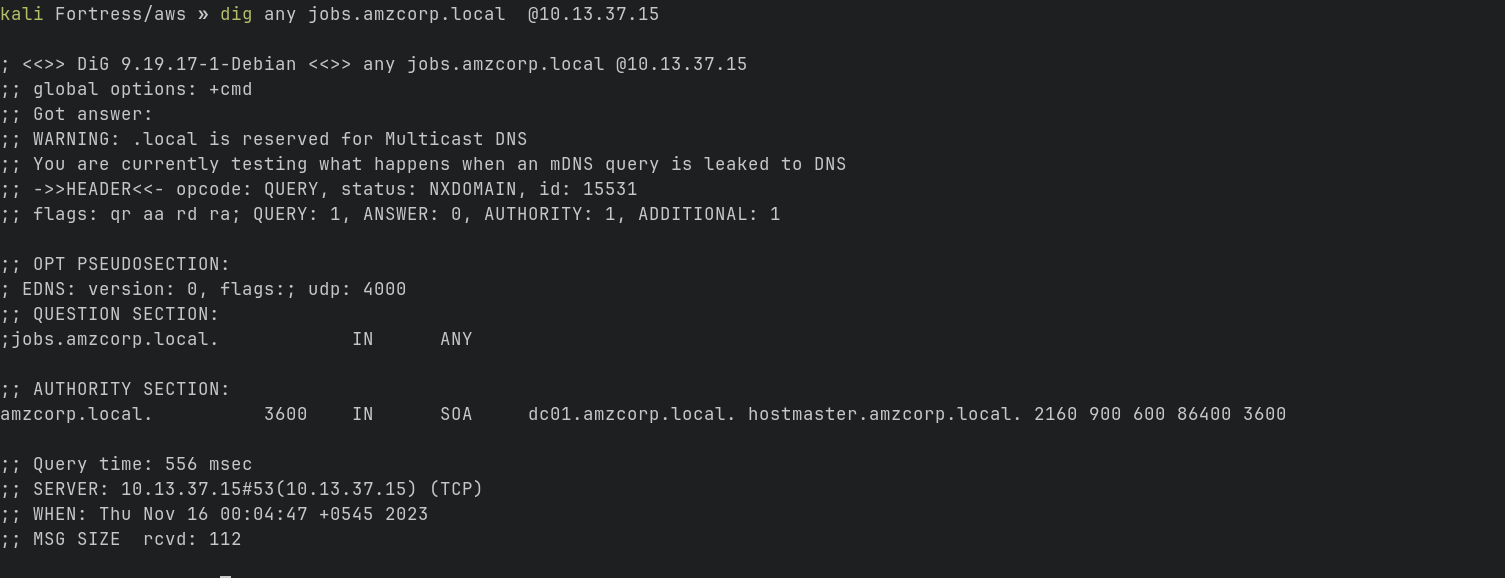 kali Fortress/aws » dig any jobs.amzcorp.local  @10.13.37.15
; <<>> DiG 9.19.17-1-Debian <<>> any jobs.amzcorp.local @10.13.37.15
;; global options: +cmd
;; Got answer:
;; WARNING: .local is reserved for Multicast DNS
;; You are currently testing what happens when an mDNS query is leaked to DNS
;; ->>HEADER<<- opcode: QUERY, status: NXDOMAIN, id: 15531
;; flags: qr aa rd ra; QUERY: 1, ANSWER: 0, AUTHORITY: 1, ADDITIONAL: 1
;; OPT PSEUDOSECTION:
; EDNS: version: 0, flags:; udp: 4000
;; QUESTION SECTION:
;jobs.amzcorp.local.            IN      ANY
;; AUTHORITY SECTION:
amzcorp.local.          3600    IN      SOA     dc01.amzcorp.local. hostmaster.amzcorp.local. 2160 900 600 86400 3600
;; Query time: 556 msec
;; SERVER: 10.13.37.15#53(10.13.37.15) (TCP)
;; WHEN: Thu Nov 16 00:04:47 +0545 2023
;; MSG SIZE  rcvd: 112